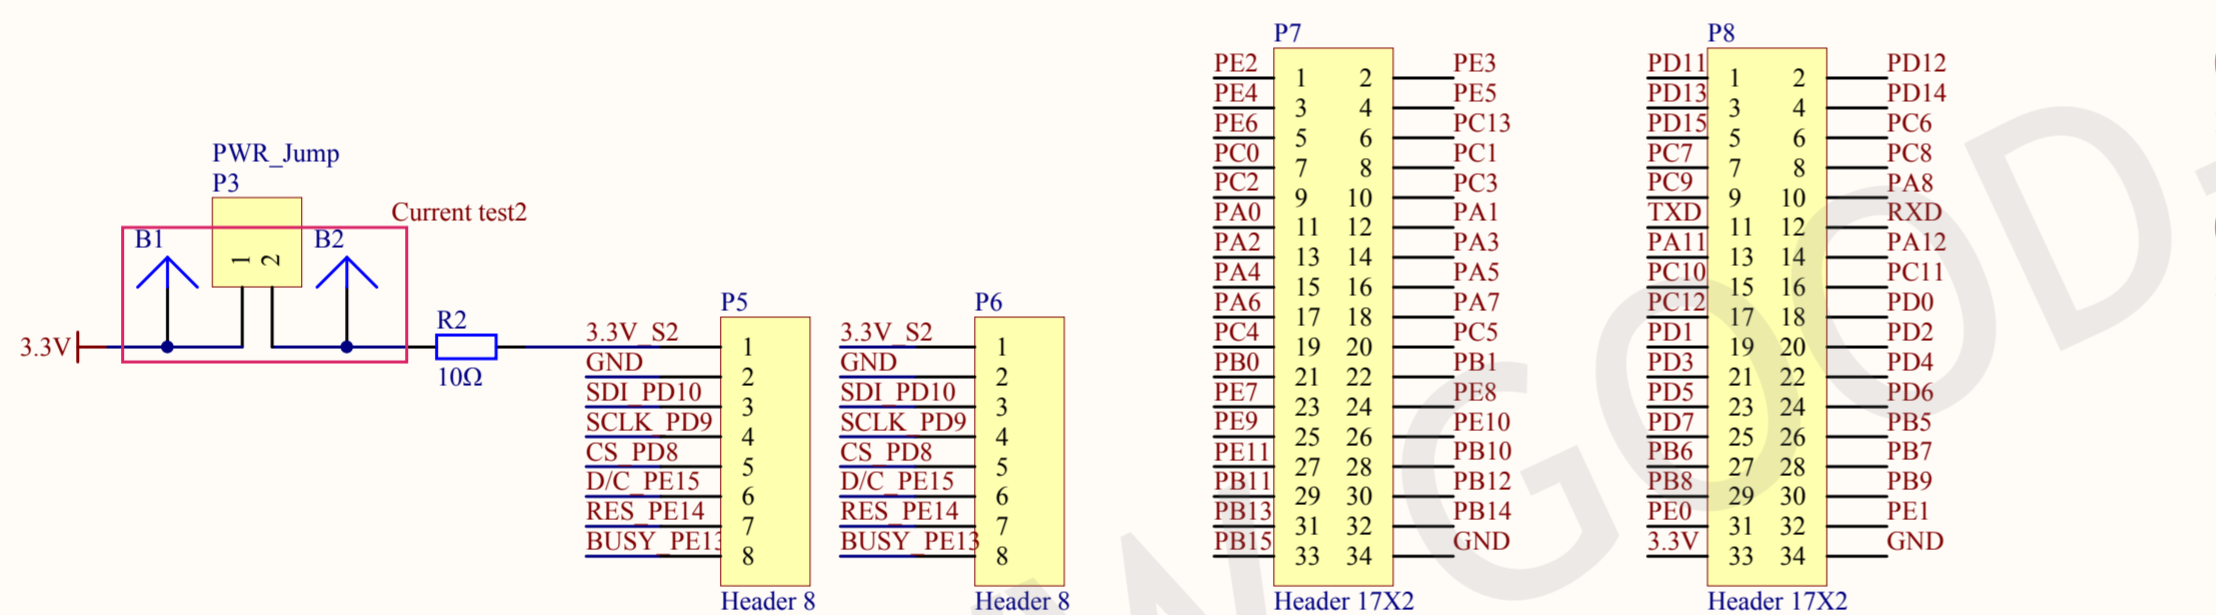 PWR_Jump
P3
Current test2
B1
B2
1
2
3.3V
R2
10Ω
P5
3.3V_S2 1
GND 2
SDI_PD10 3
SCLK_PD9 4
CS_PD8 5
D/C_PE15 6
RES_PE14 7
BUSY_PE13 8
Header 8
P6
3.3V_S2 1
GND 2
SDI_PD10 3
SCLK_PD9 4
CS_PD8 5
D/C_PE15 6
RES_PE14 7
BUSY_PE13 8
Header 8
P7
PE2 1 2 PE3
PE4 3 4 PE5
PE6 5 6 PC13
PC0 7 8 PC1
PC2 9 10 PC3
PA0 11 12 PA1
PA2 13 14 PA3
PA4 15 16 PA5
PA6 17 18 PA7
PC4 19 20 PC5
PB0 21 22 PB1
PE7 23 24 PE8
PE9 25 26 PE10
PE11 27 28 PB10
PB11 29 30 PB12
PB13 31 32 PB14
PB15 33 34 GND
Header 17X2
P8
PD11 1 2 PD12
PD13 3 4 PD14
PD15 5 6 PC6
PC7 7 8 PC8
PC9 9 10 PA8
TXD 11 12 RXD
PA11 13 14 PA12
PC10 15 16 PC11
PC12 17 18 PD0
PD1 19 20 PD2
PD3 21 22 PD4
PD5 23 24 PD6
PD7 25 26 PB5
PB6 27 28 PB7
PB8 29 30 PB9
PE0 31 32 PE1
3.3V 33 34 GND
Header 17X2
GOOD-